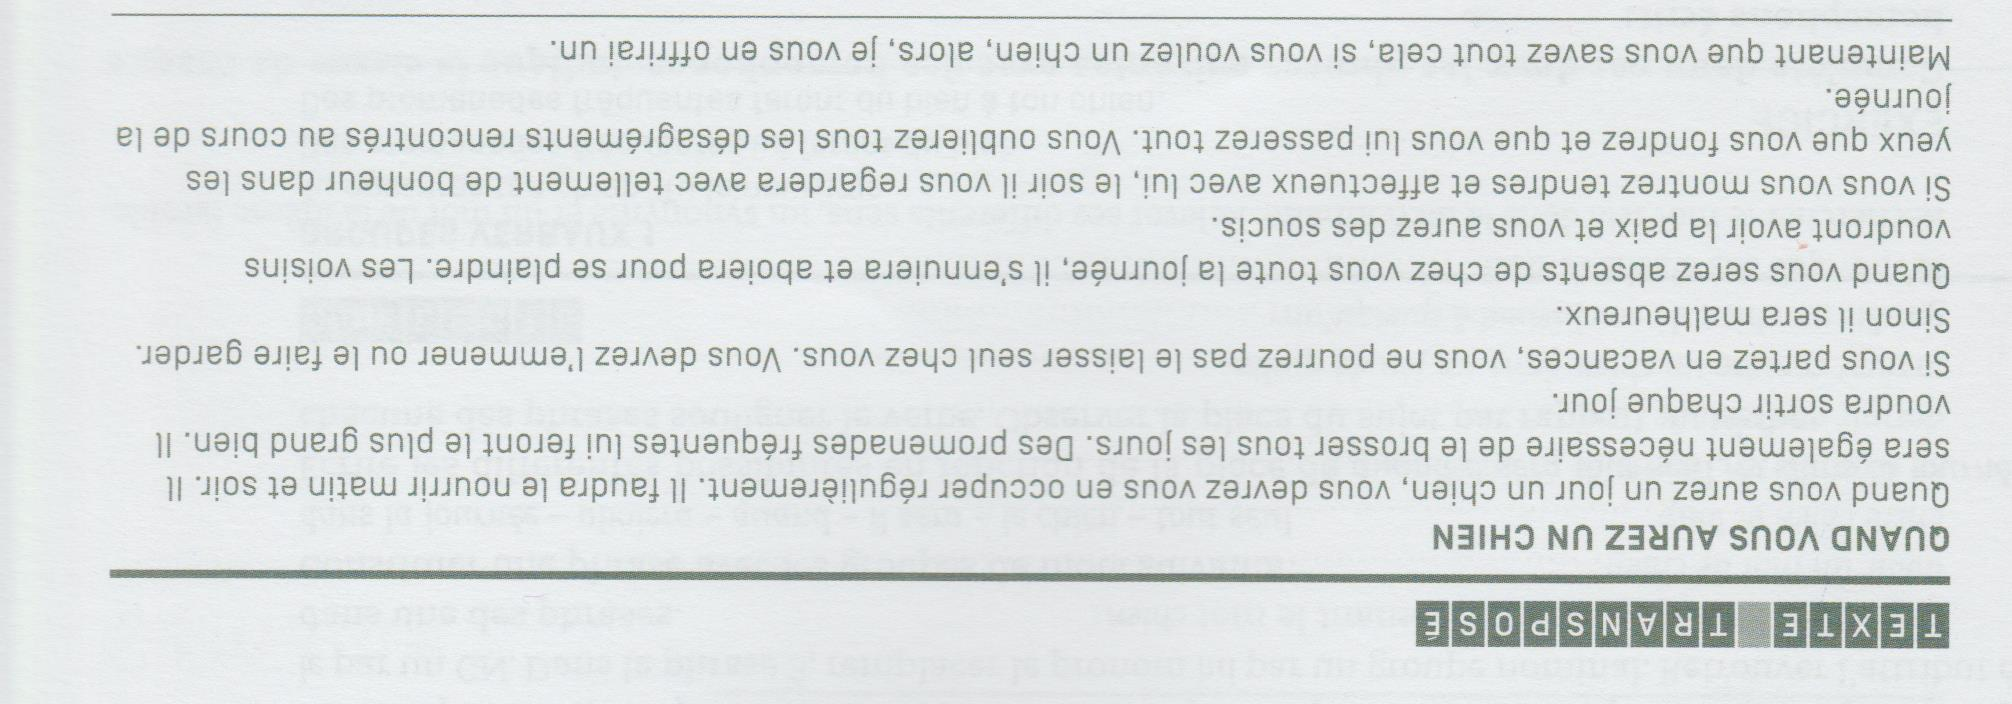 TEXTE TRANSPOSÉ
QUAND VOUS AUREZ UN CHIEN
Quand vous aurez un jour un chien, vous devrez vous en occuper régulièrement. Il faudra le nourrir matin et soir. Il
sera également nécessaire de le brosser tous les jours. Des promenades fréquentes lui feront le plus grand bien. Il
voudra sortir chaque jour.
Si vous partez en vacances, vous ne pourrez pas le laisser seul chez vous. Vous devrez l'emmener ou le faire garder.
Sinon il sera malheureux.
Quand vous serez absents de chez vous toute la journée, il s'ennuiera et aboiera pour se plaindre. Les voisins
voudront avoir la paix et vous aurez des soucis.
Si vous vous montrez tendres et affectueux avec lui, le soir il vous regardera avec tellement de bonheur dans les
yeux que vous fondrez et que vous lui passerez tout. Vous oublierez tous les désagréments rencontrés au cours de la
journée.
Maintenant que vous savez tout cela, si vous voulez un chien, alors, je vous en offrirai un.